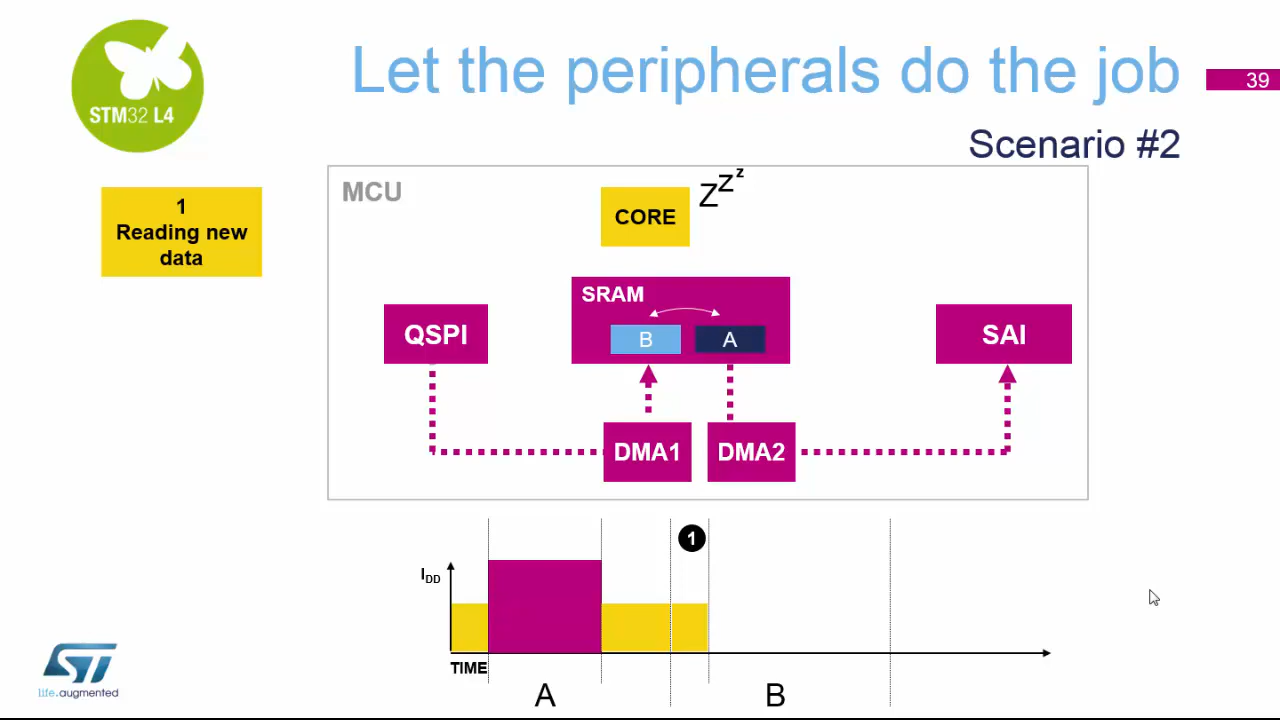 STM32 L4
Let the peripherals do the job
39
Scenario #2
1
Reading new
data
MCU
CORE
Z Z z
SRAM
B
A
QSPI
SAI
DMA1
DMA2
1
IDD
TIME
A
B
ST
life.augmented